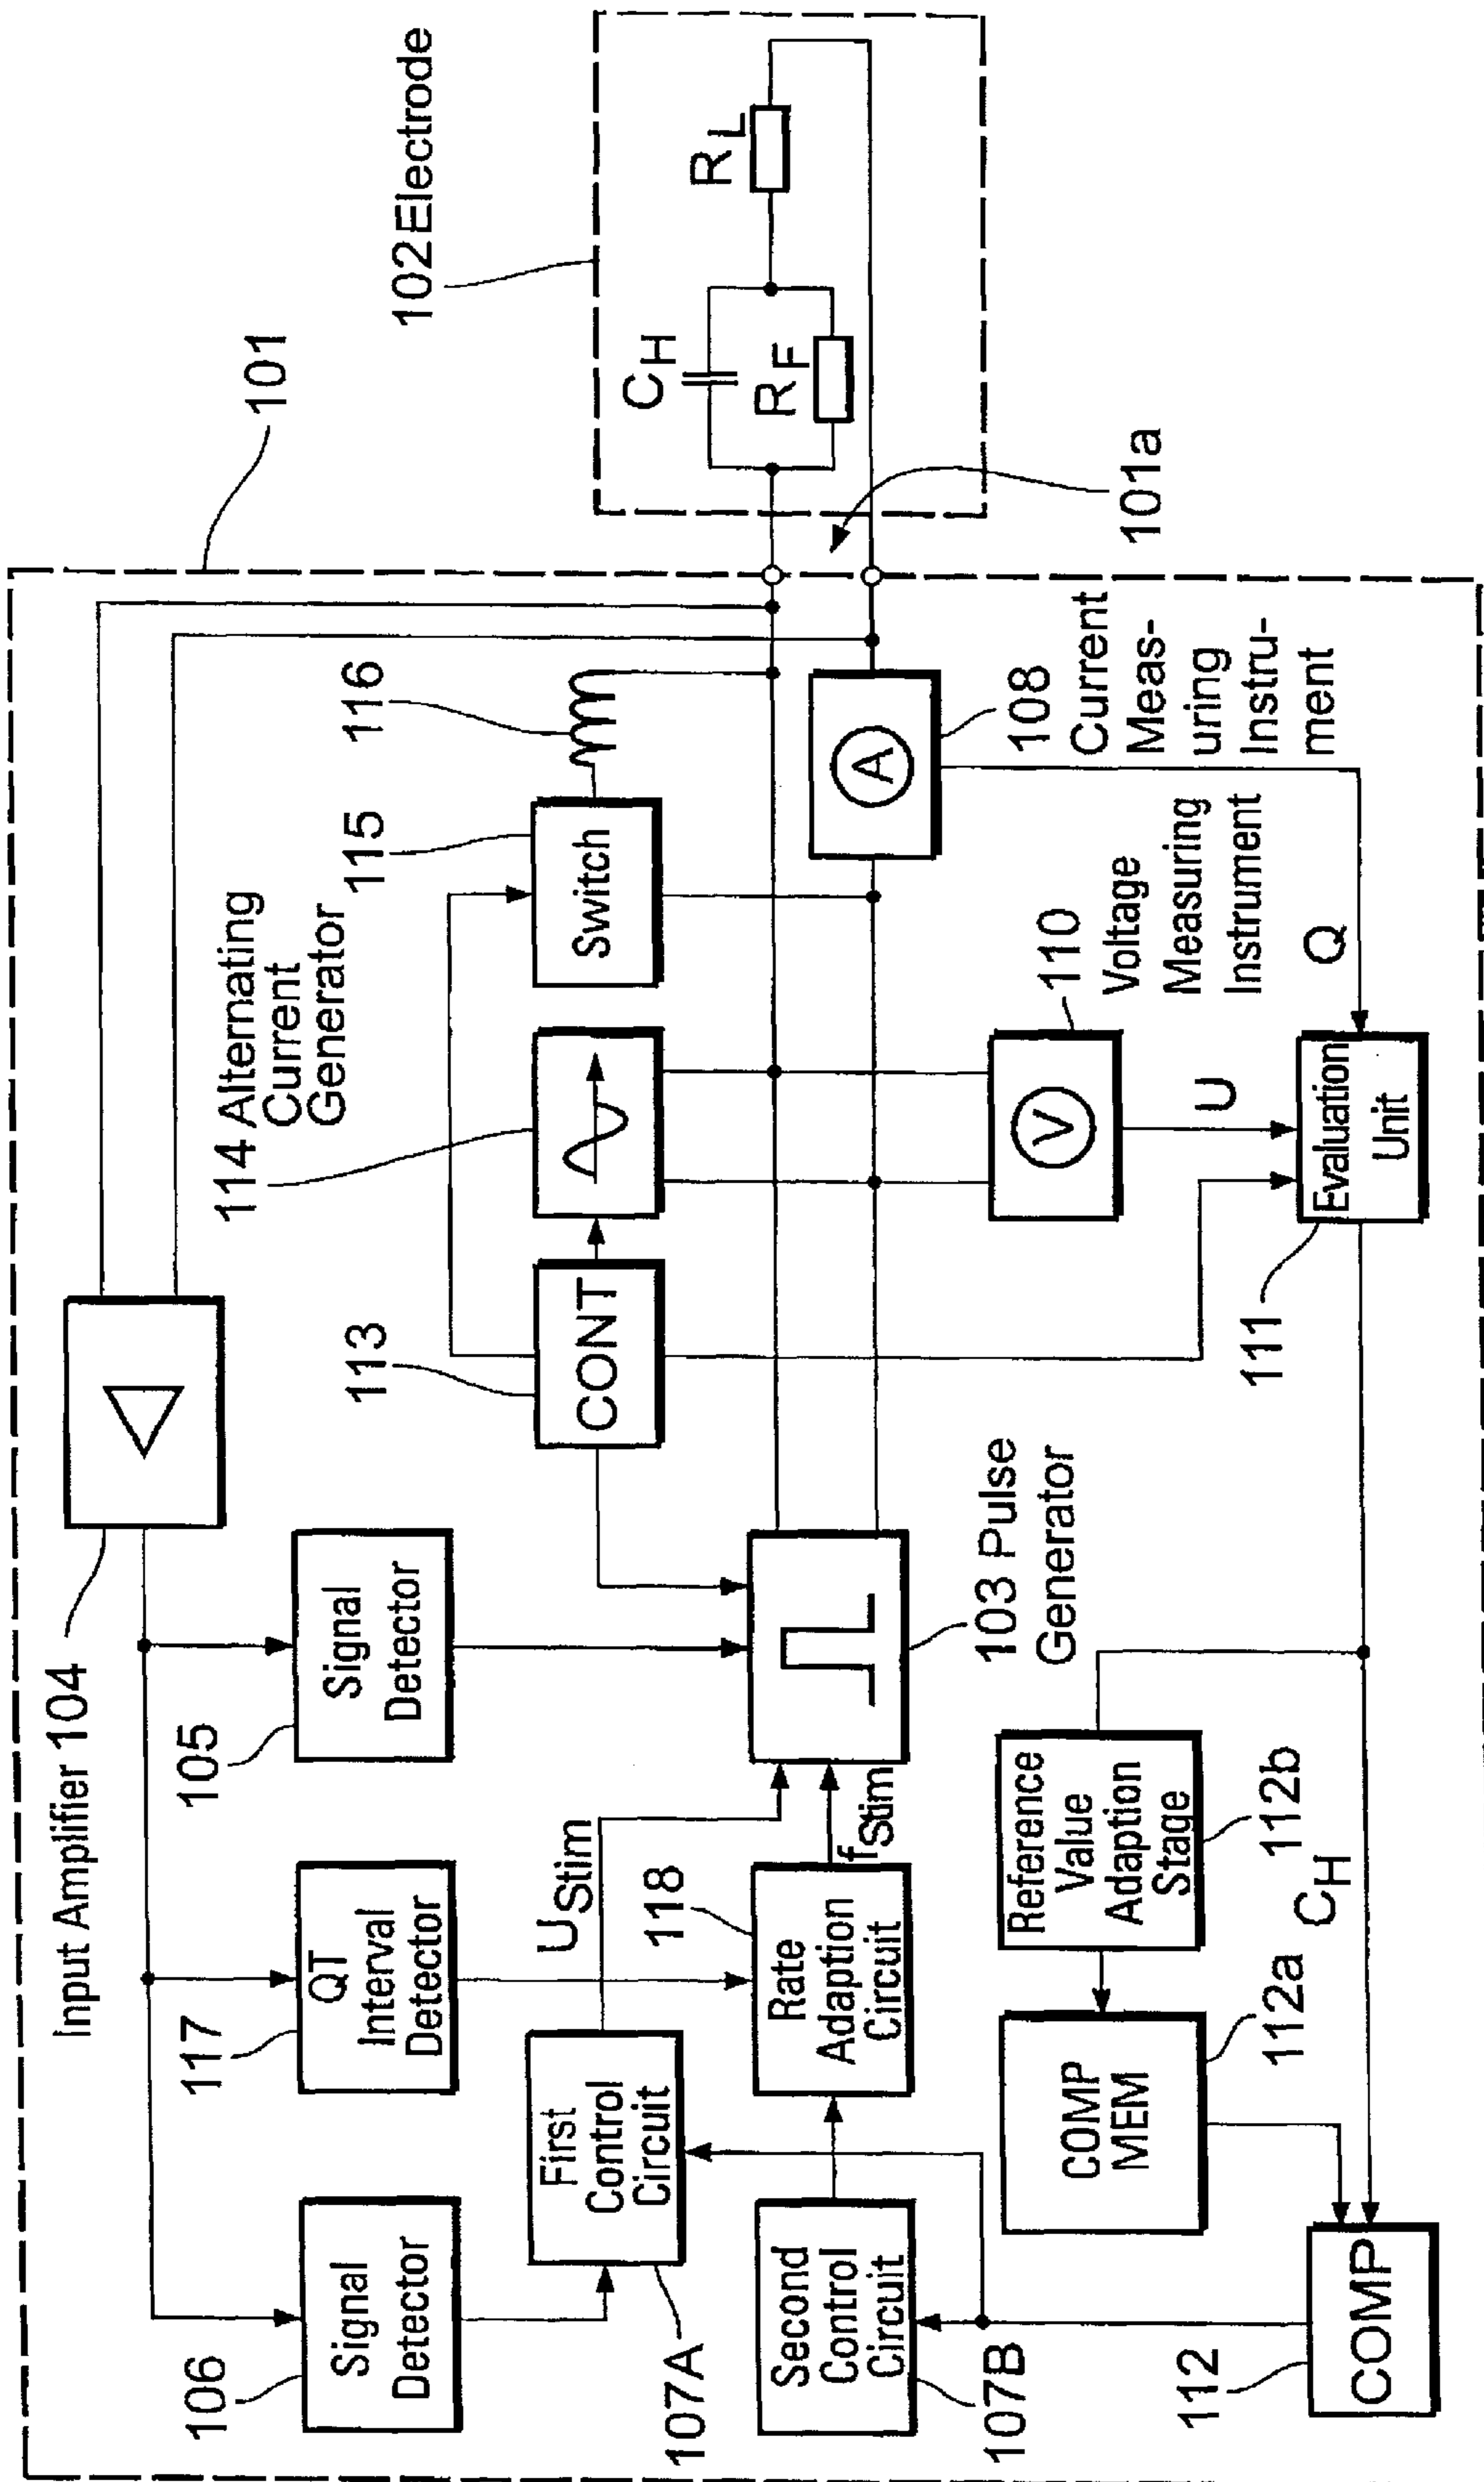 101
102 Electrode
Input Amplifier 104
106
Signal
Detector
117
QT
Interval
Detector
105
Signal
Detector
113
CONT
114 Alternating
Current
Generator
115
Switch
116
C_H
R_F
R_L
107A
First
Control
Circuit
U_Stim
118
Rate
Adaption
Circuit
f_Stim
103 Pulse
Generator
V
110
Voltage
Measuring
Instrument
A
108
Current
Meas-
uring
Instru-
ment
101a
107B
Second
Control
Circuit
COMP
MEM
112a
Reference
Value
Adaption
Stage
112b
C_H
111
Evaluation
Unit
U
Q
112
COMP